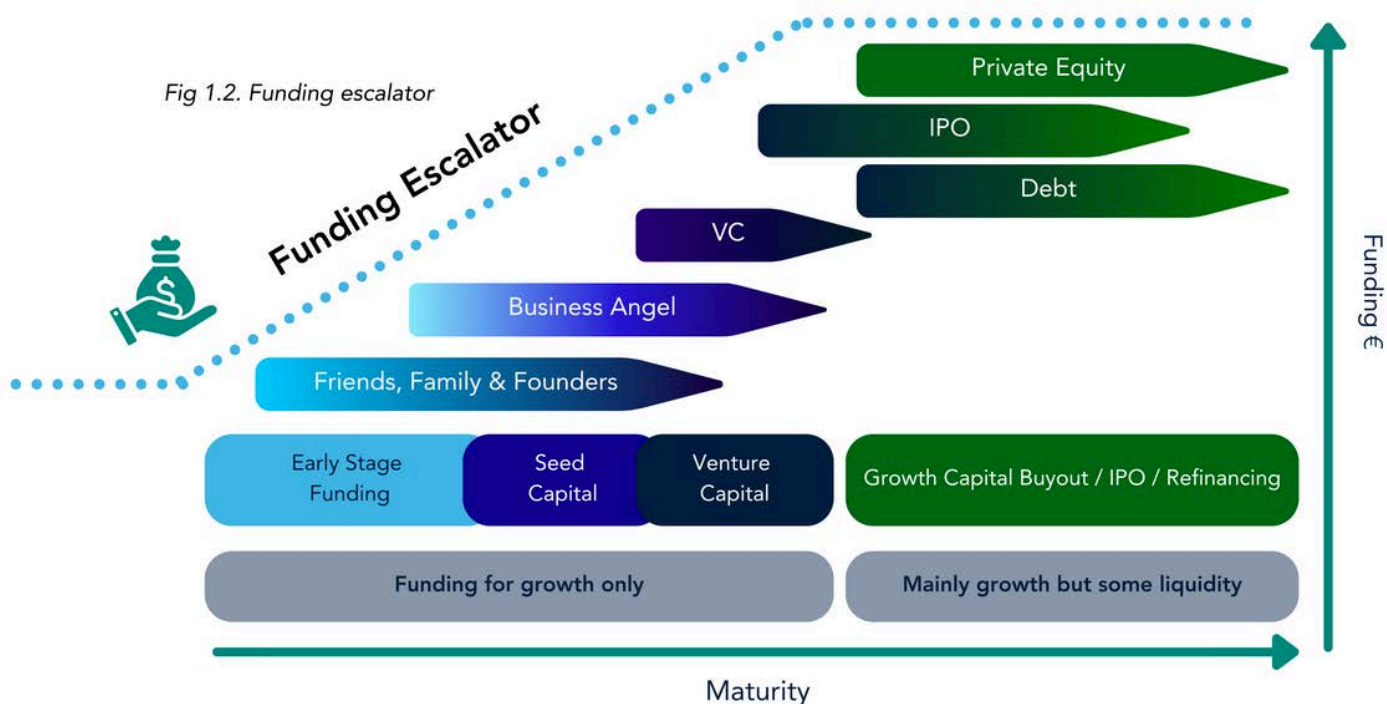 Fig 1.2. Funding escalator
Funding Escalator
$
Private Equity
IPO
Debt
VC
Business Angel
Friends, Family & Founders
Early Stage
Funding
Seed
Capital
Venture
Capital
Growth Capital Buyout / IPO / Refinancing
Funding for growth only
Mainly growth but some liquidity
Maturity
Funding €